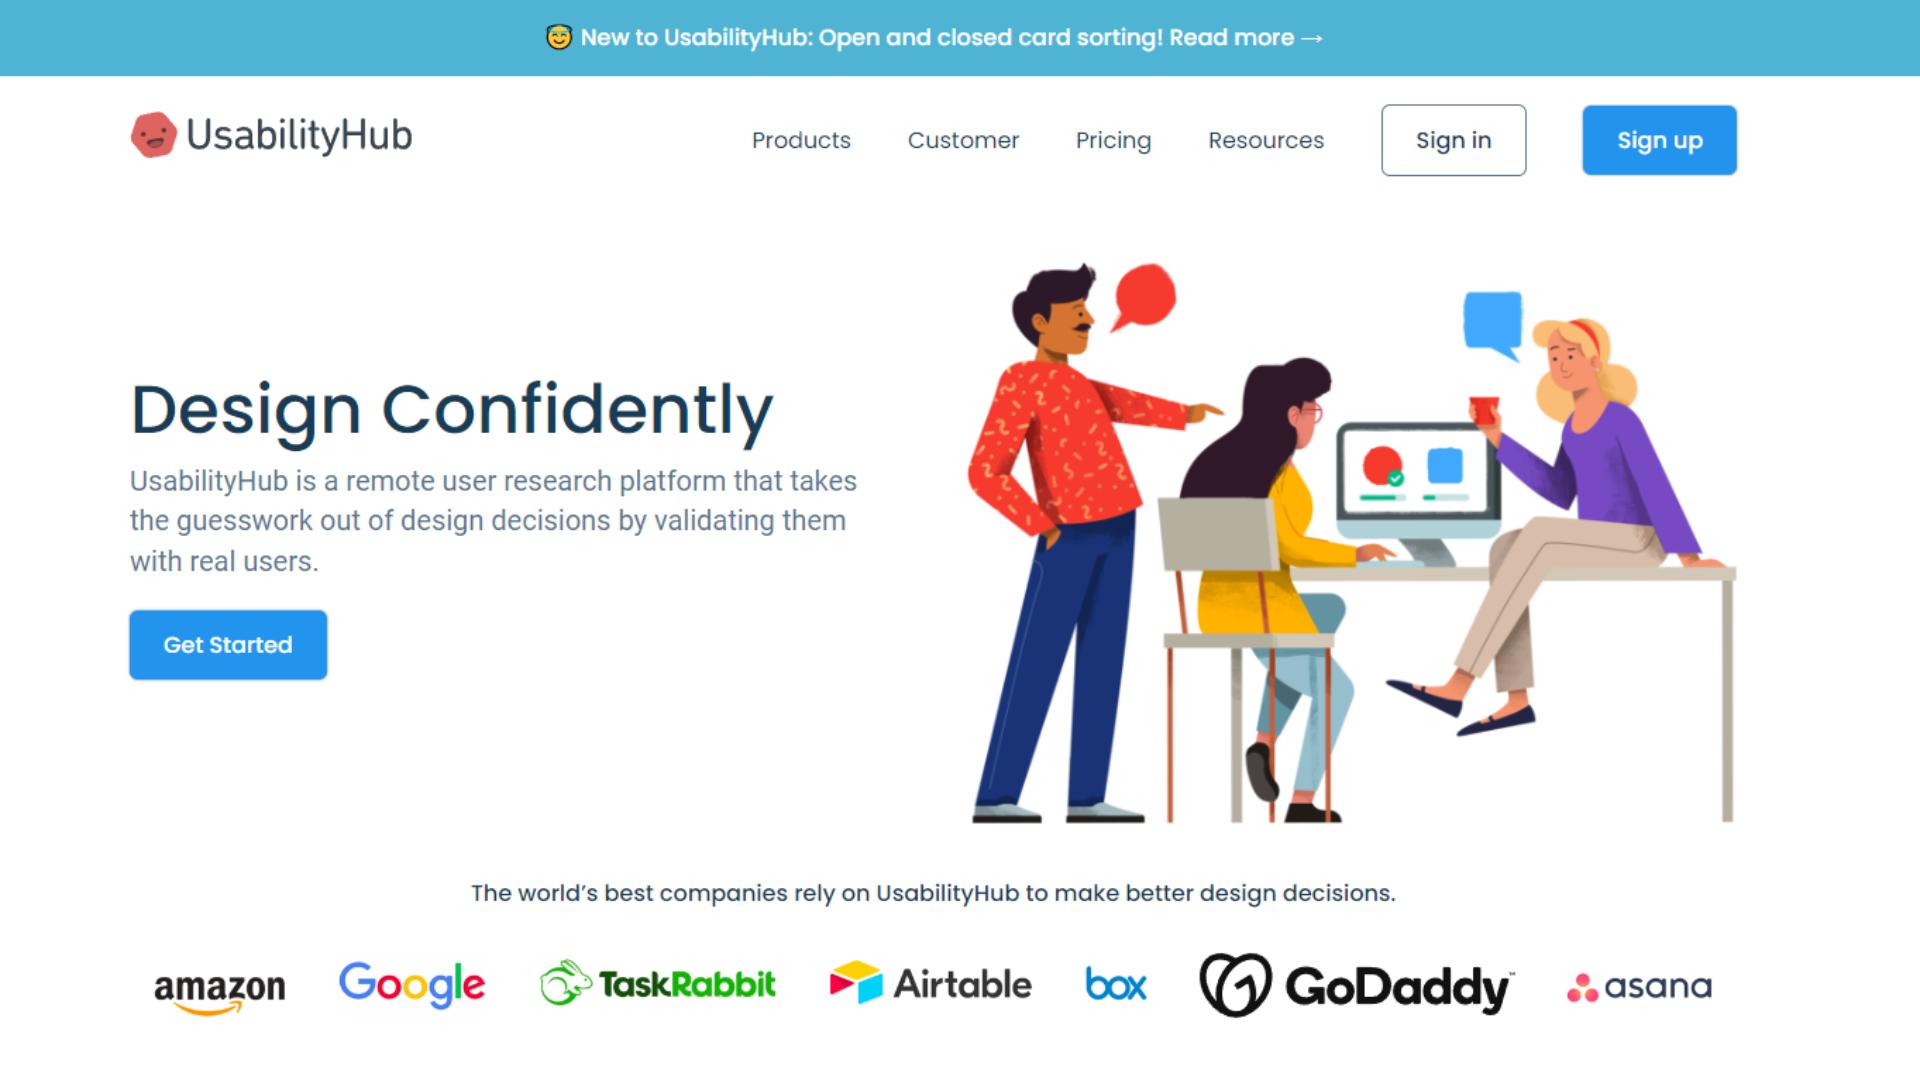 New to UsabilityHub: Open and closed card sorting! Read more →
UsabilityHub
Products
Customer
Pricing
Resources
Sign in
Sign up
Design Confidently
UsabilityHub is a remote user research platform that takes
the guesswork out of design decisions by validating them
with real users.
Get Started
The world’s best companies rely on UsabilityHub to make better design decisions.
amazon
Google
TaskRabbit
Airtable
box
GoDaddy™
asana